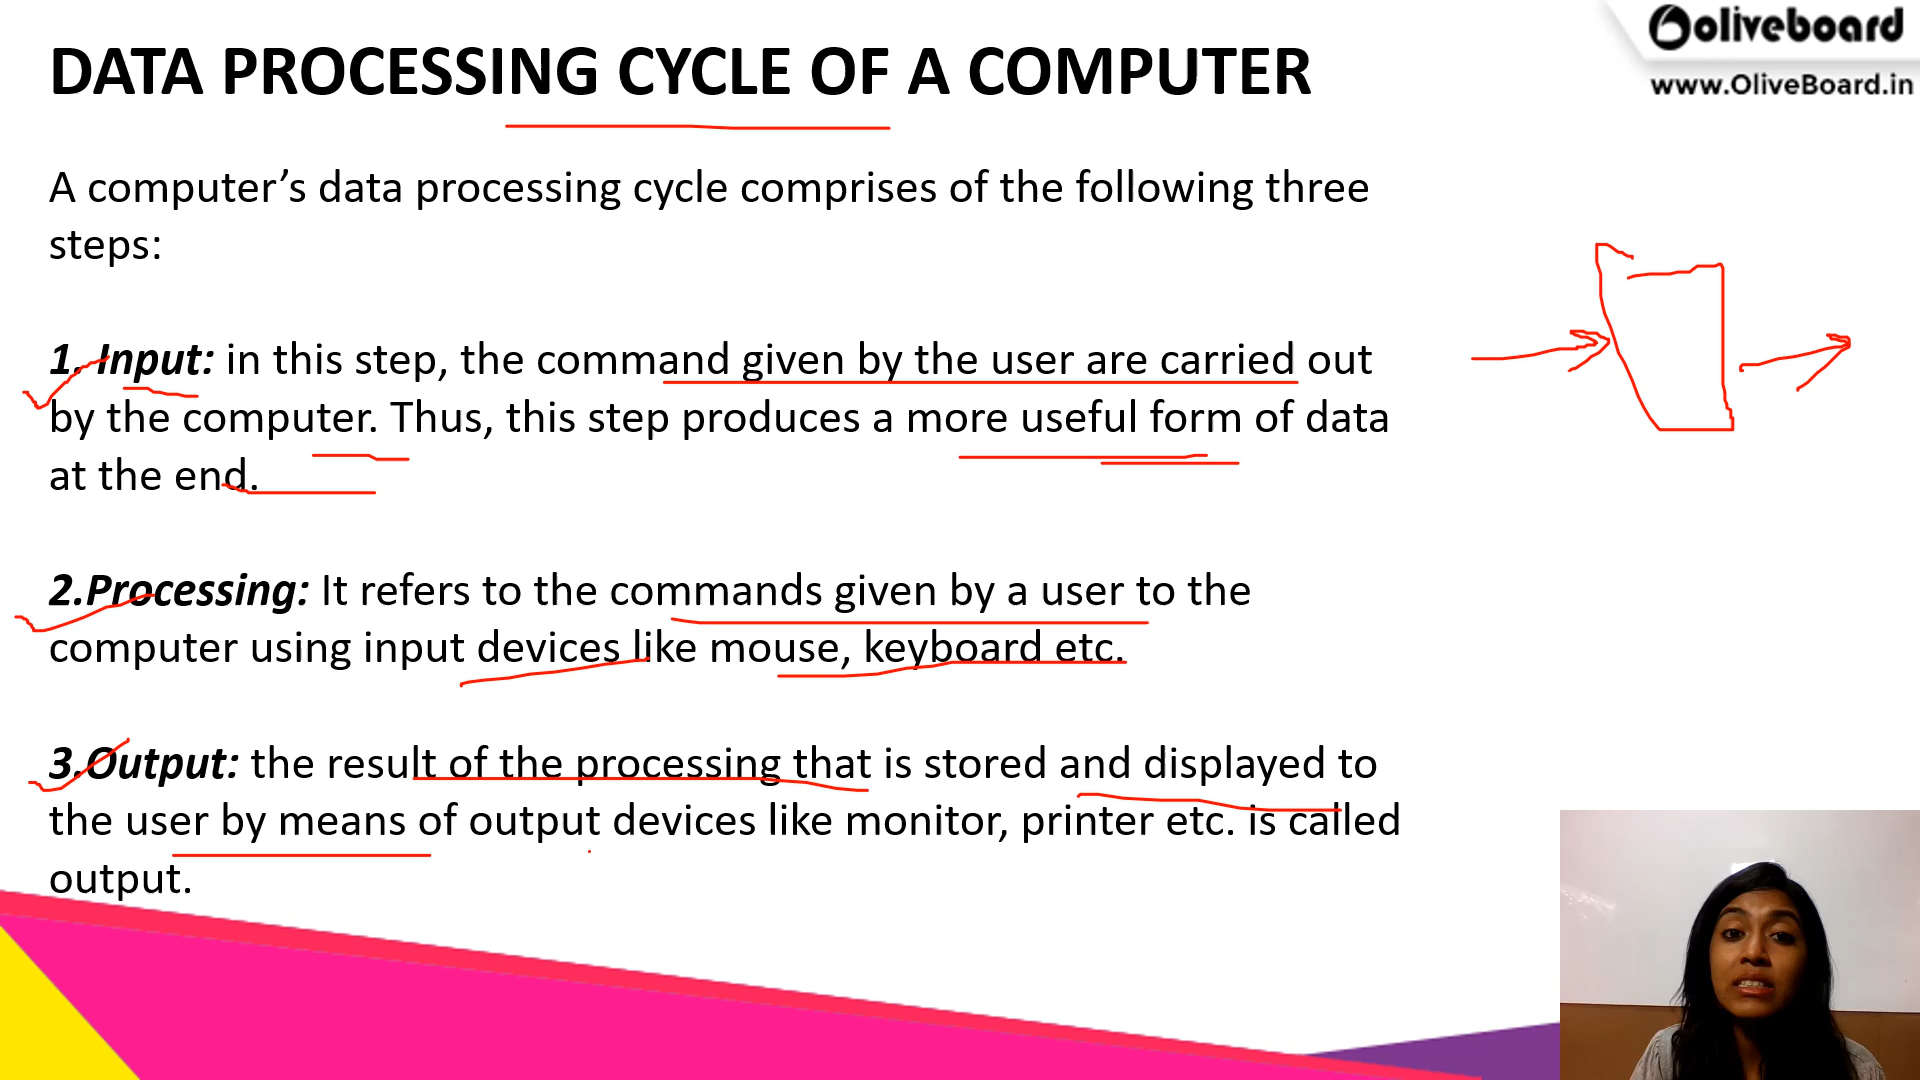 DATA PROCESSING CYCLE OF A COMPUTER
oliveboard
www.OliveBoard.in
A computer’s data processing cycle comprises of the following three
steps:
1. Input: in this step, the command given by the user are carried out
by the computer. Thus, this step produces a more useful form of data
at the end.
2.Processing: It refers to the commands given by a user to the
computer using input devices like mouse, keyboard etc.
3.Output: the result of the processing that is stored and displayed to
the user by means of output devices like monitor, printer etc. is called
output.